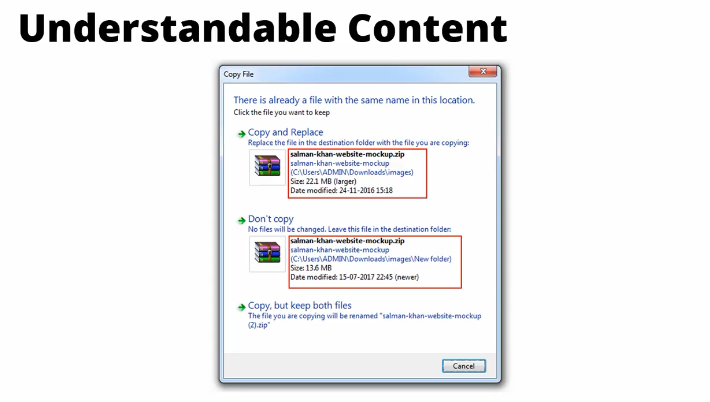 Understandable Content
Copy File
There is already a file with the same name in this location.
Click the file you want to keep
Copy and Replace
Replace the file in the destination folder with the file you are copying:
salman-khan-website-mockup.zip
salman-khan-website-mockup
(C:\Users\ADMIN\Downloads\images)
Size: 22.1 MB (larger)
Date modified: 24-11-2016 15:18
Don't copy
No files will be changed. Leave this file in the destination folder:
salman-khan-website-mockup.zip
salman-khan-website-mockup
(C:\Users\ADMIN\Downloads\images\New folder)
Size: 13.6 MB
Date modified: 15-07-2017 22:45 (newer)
Copy, but keep both files
The file you are copying will be renamed "salman-khan-website-mockup
(2).zip"
Cancel